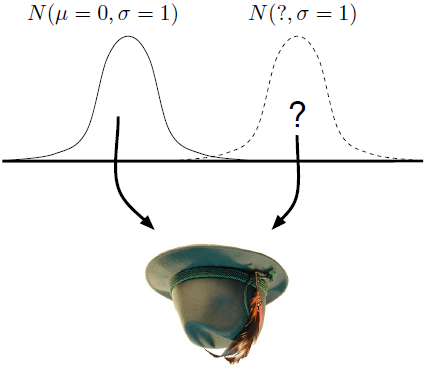 N(μ = 0, σ = 1)
N(?, σ = 1)
?